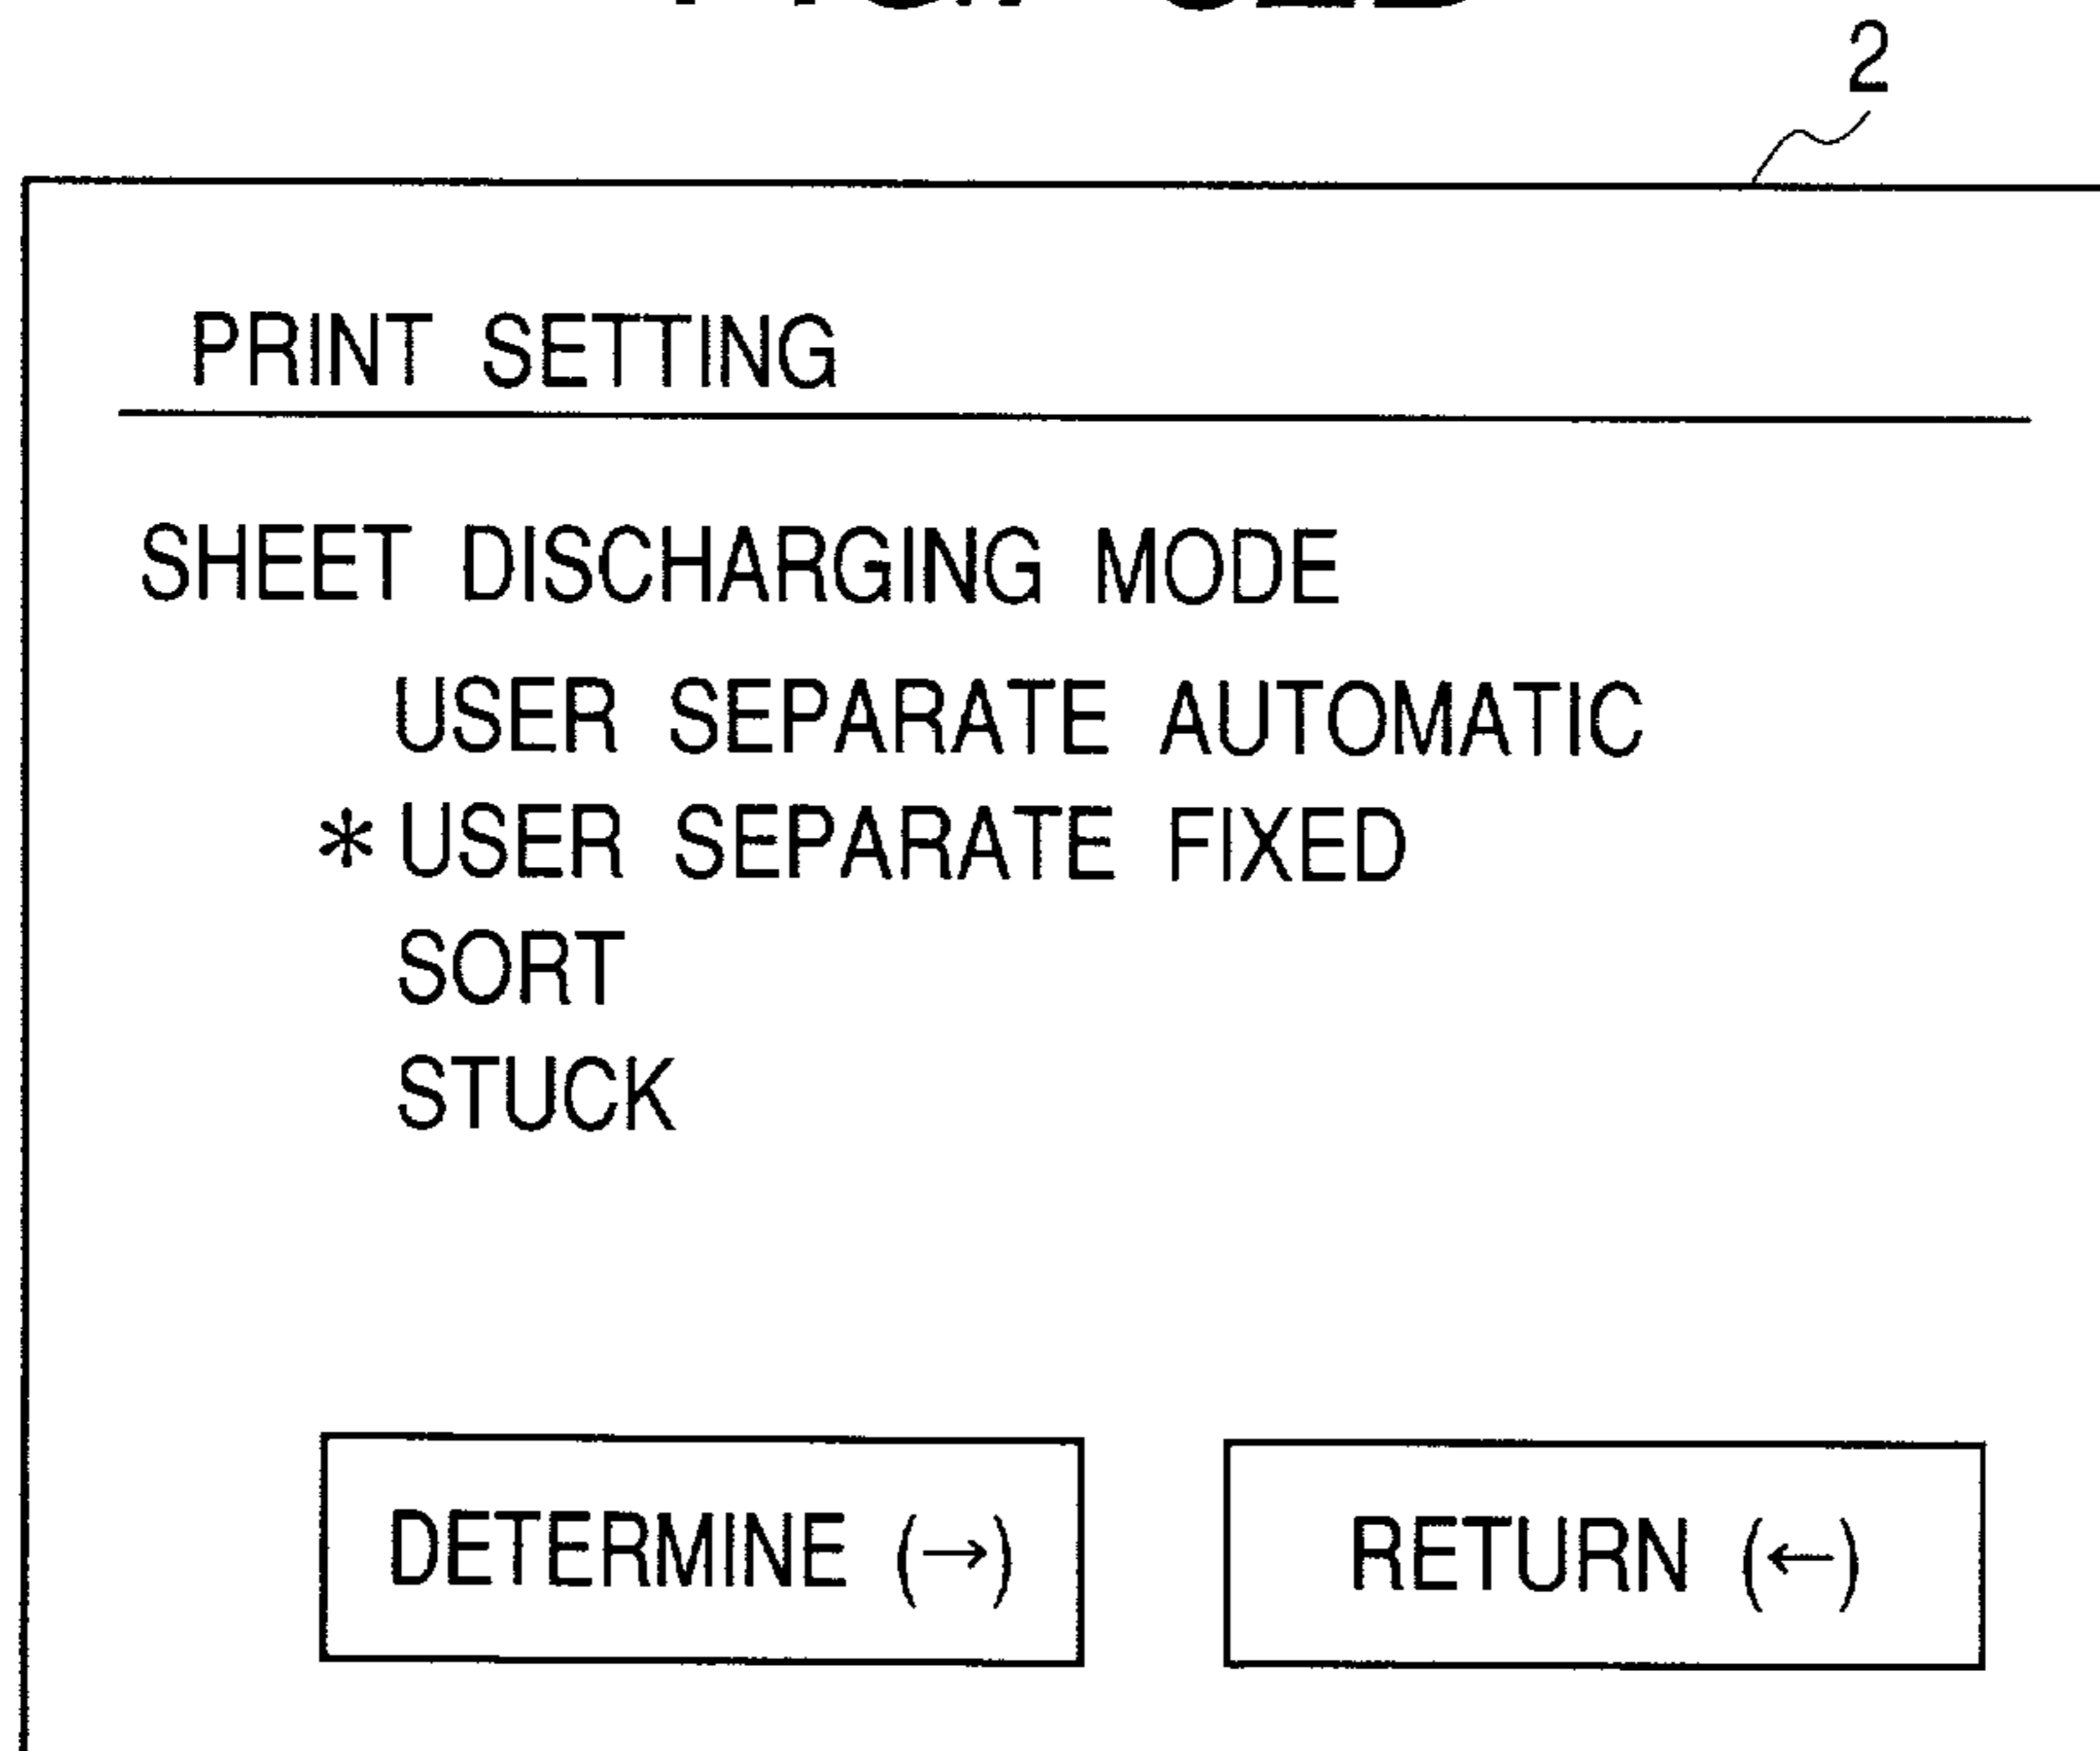 2
PRINT SETTING
SHEET DISCHARGING MODE
USER SEPARATE AUTOMATIC
*USER SEPARATE FIXED
SORT
STUCK
DETERMINE (→)
RETURN (←)